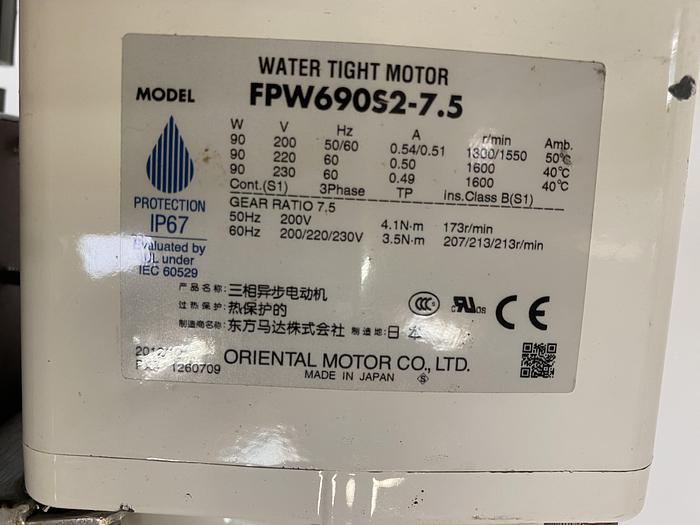 WATER TIGHT MOTOR
MODEL FPW690S2-7.5
W V Hz A r/min Amb.
90 200 50/60 0.54/0.51 1300/1550 50℃
90 220 60 0.50 1600 40℃
90 230 60 0.49 1600 40℃
Cont.(S1) 3Phase TP ins.Class B(S1)
GEAR RATIO 7.5
50Hz 200V 4.1N·m 173r/min
60Hz 200/220/230V 3.5N·m 207/213/213r/min
PROTECTION
IP67
Evaluated by
UL under
IEC 60529
产品名称:三相异步电动机
过热保护:热保护的
制造商名称:东方马达株式会社 制造地:日本
CCC
US
CE
ORIENTAL MOTOR CO., LTD.
1260709
MADE IN JAPAN S